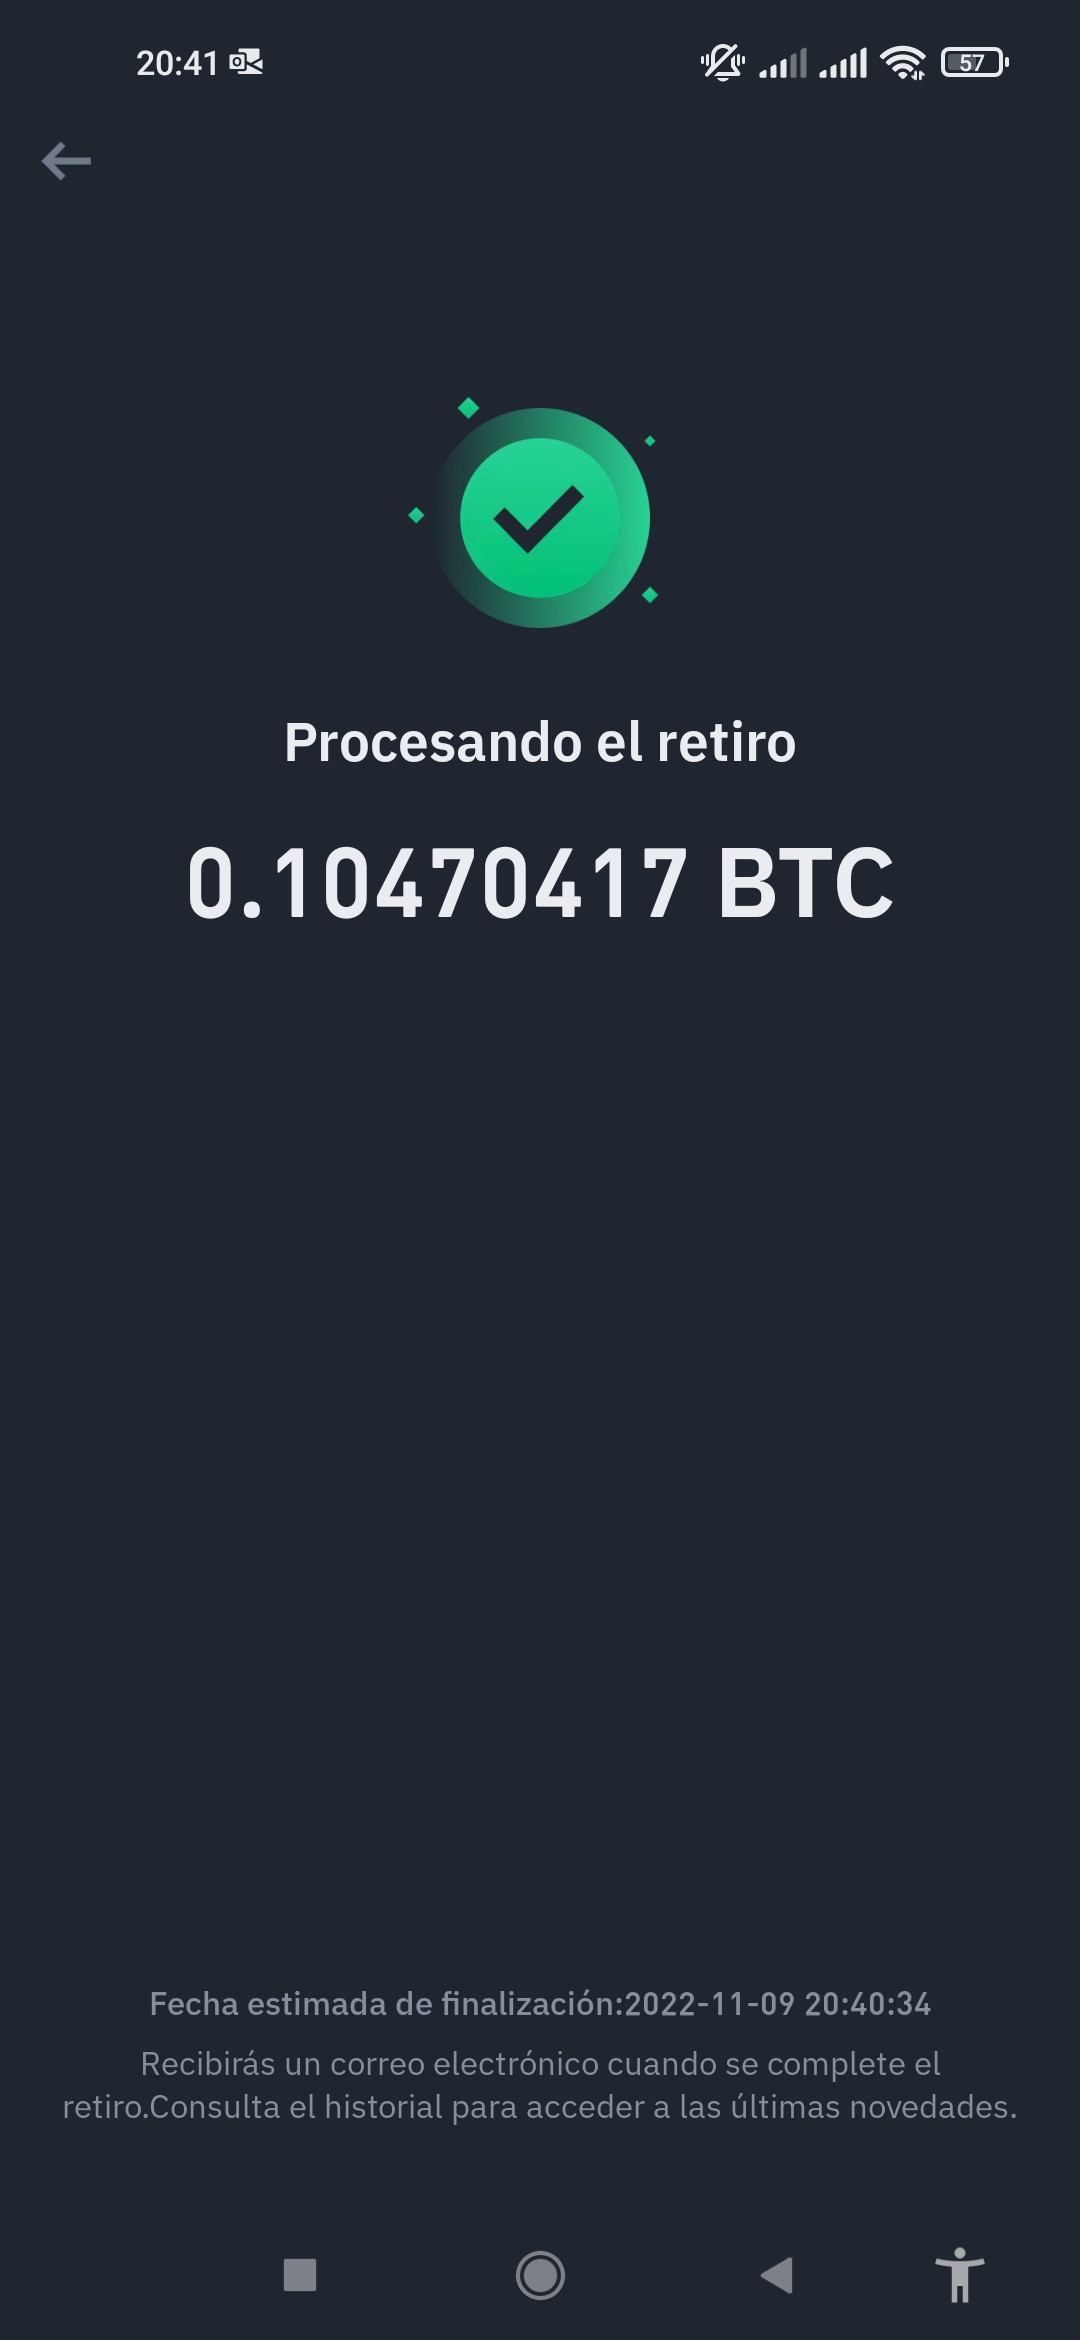 20:41
57
Procesando el retiro
0.10470417 BTC
Fecha estimada de finalización:2022-11-09 20:40:34
Recibirás un correo electrónico cuando se complete el
retiro.Consulta el historial para acceder a las últimas novedades.